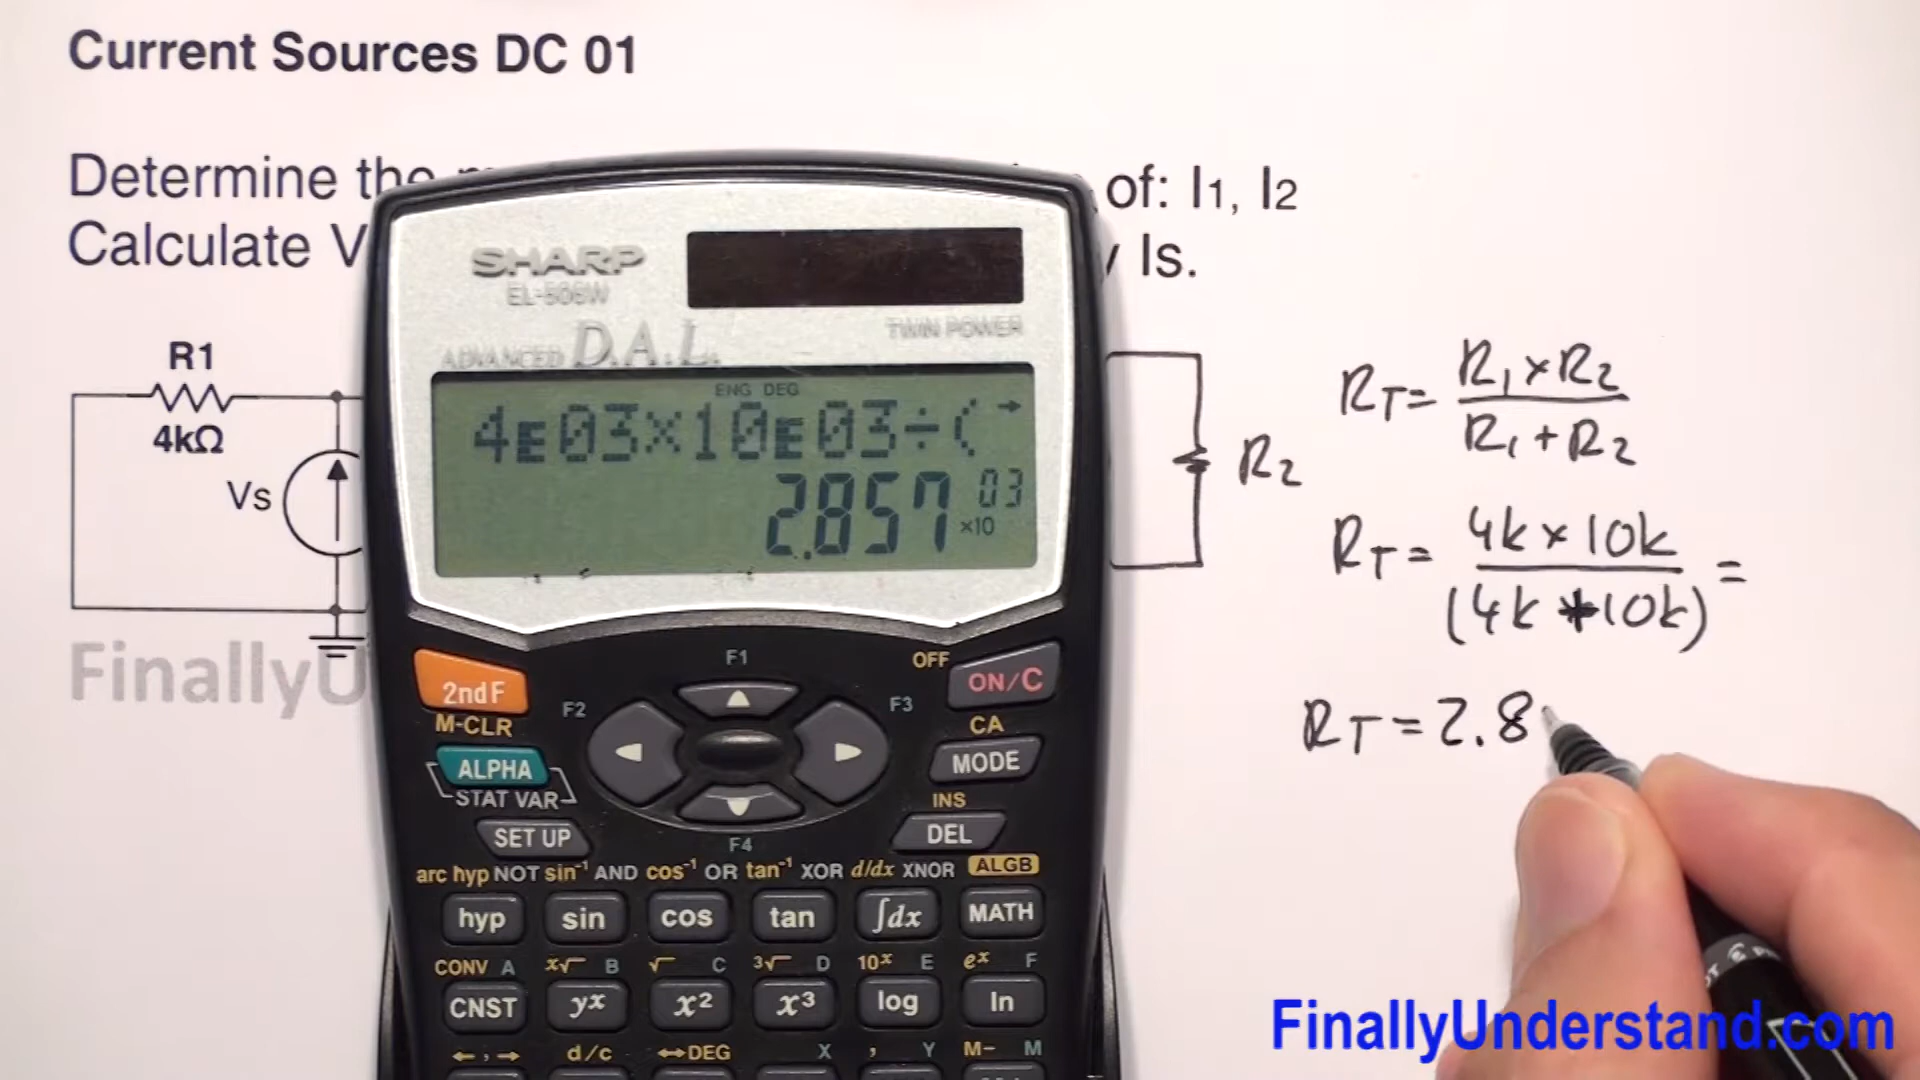 Current Sources DC 01
Determine the
of: I1, I2
Calculate V
Is.
SHARP
EL-506W
ADVANCED D.A.L.
TWIN POWER
ENG DEG
4E03×10E03÷( →
2.857 ×10 03
R1
4kΩ
Vs
R2
RT = R1 x R2
R1 + R2
RT = 4k x 10k =
(4k + 10k)
RT = 2.8
FinallyU
2ndF
M-CLR
ALPHA
STAT VAR
SET UP
F1
F2
F3
F4
OFF
ON/C
CA
MODE
INS
DEL
arc hyp NOT sin⁻¹ AND cos⁻¹ OR tan⁻¹ XOR d/dx XNOR ALGB
hyp sin cos tan ∫dx MATH
CONV A x√ B √ C 3√ D 10x E ex F
CNST yx x2 x3 log ln
←,→ d/c ↔DEG X , Y M− M
FinallyUnderstand.com